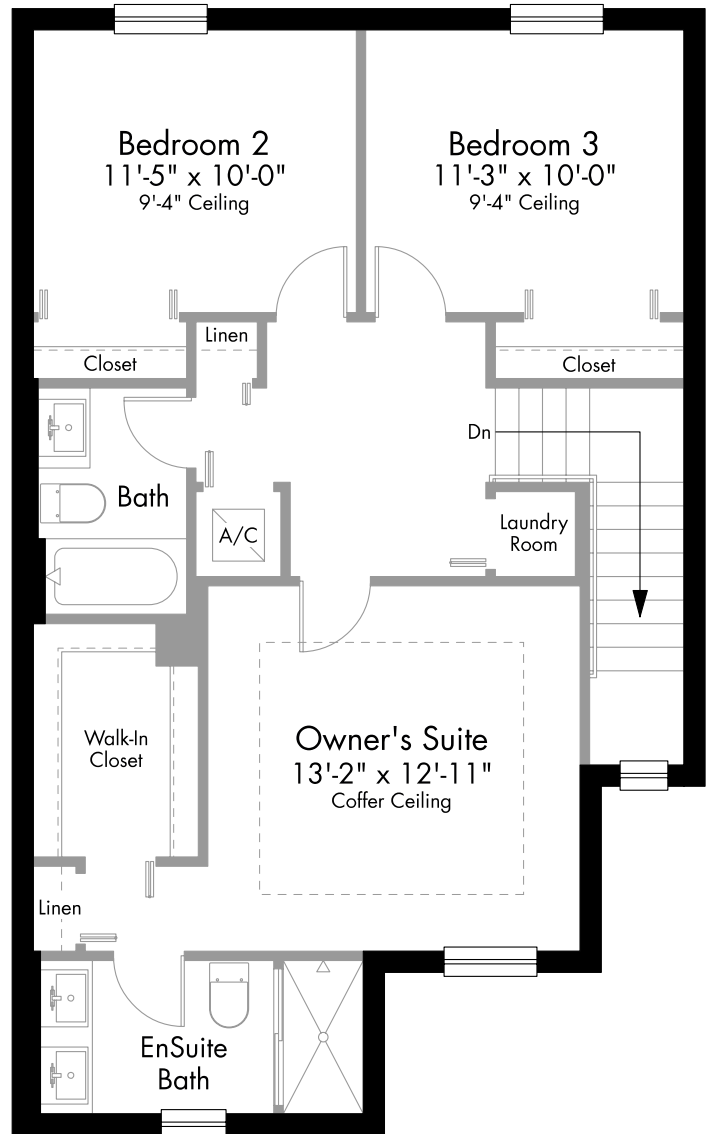 Bedroom 2
11'-5" x 10'-0"
9'-4" Ceiling
Bedroom 3
11'-3" x 10'-0"
9'-4" Ceiling
Linen
Closet
Closet
Dn
Bath
A/C
Laundry
Room
Walk-In
Closet
Owner's Suite
13'-2" x 12'-11"
Coffer Ceiling
Linen
EnSuite
Bath